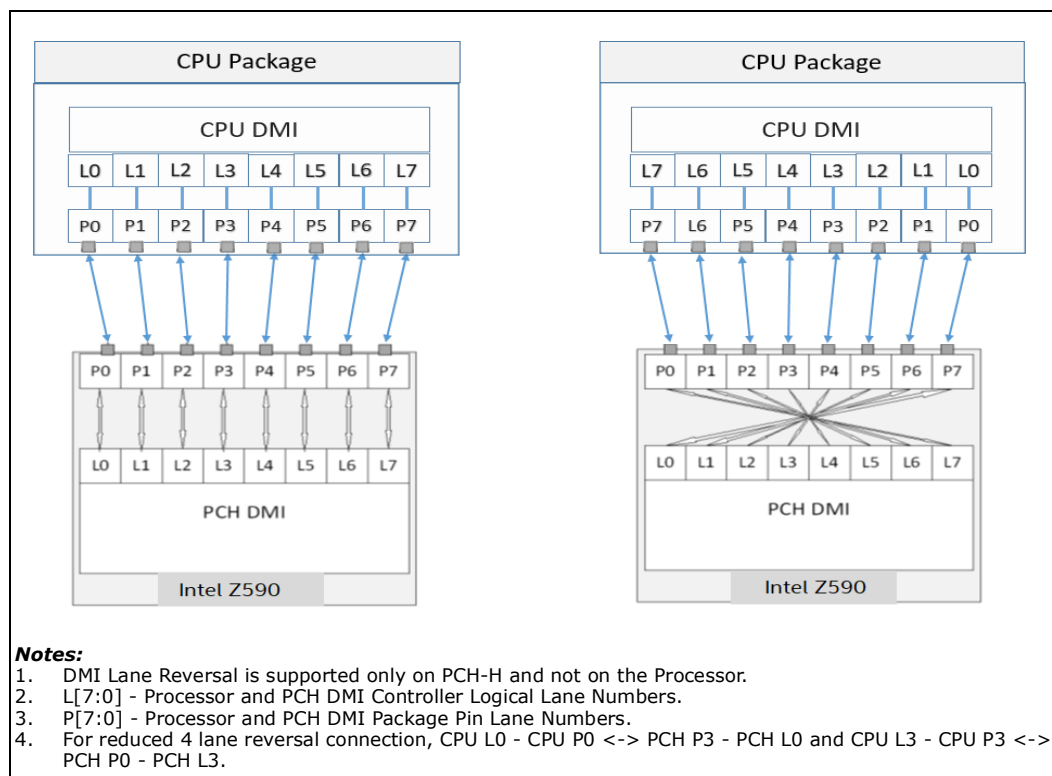 CPU Package
CPU DMI
L0 L1 L2 L3 L4 L5 L6 L7
P0 P1 P2 P3 P4 P5 P6 P7
P0 P1 P2 P3 P4 P5 P6 P7
L0 L1 L2 L3 L4 L5 L6 L7
PCH DMI
Intel Z590
CPU Package
CPU DMI
L7 L6 L5 L4 L3 L2 L1 L0
P7 L6 P5 P4 P3 P2 P1 P0
P0 P1 P2 P3 P4 P5 P6 P7
L0 L1 L2 L3 L4 L5 L6 L7
PCH DMI
Intel Z590
Notes:
1. DMI Lane Reversal is supported only on PCH-H and not on the Processor.
2. L[7:0] - Processor and PCH DMI Controller Logical Lane Numbers.
3. P[7:0] - Processor and PCH DMI Package Pin Lane Numbers.
4. For reduced 4 lane reversal connection, CPU L0 - CPU P0 <-> PCH P3 - PCH L0 and CPU L3 - CPU P3 <->
PCH P0 - PCH L3.